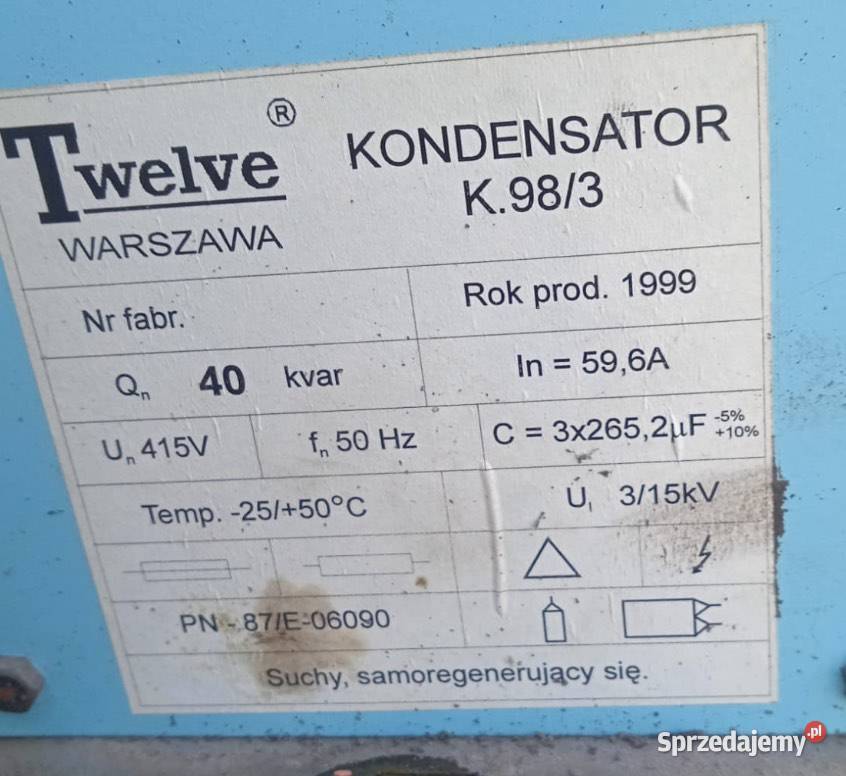 Twelve ®
WARSZAWA
KONDENSATOR
K.98/3
Nr fabr.
Rok prod. 1999
Qn 40 kvar
In = 59,6A
Un 415V
fn 50 Hz
C = 3x265,2µF -5% +10%
Temp. -25/+50°C
Ui 3/15kV
PN - 87/E-06090
Suchy, samoregenerujący się.
Sprzedajemy.pl